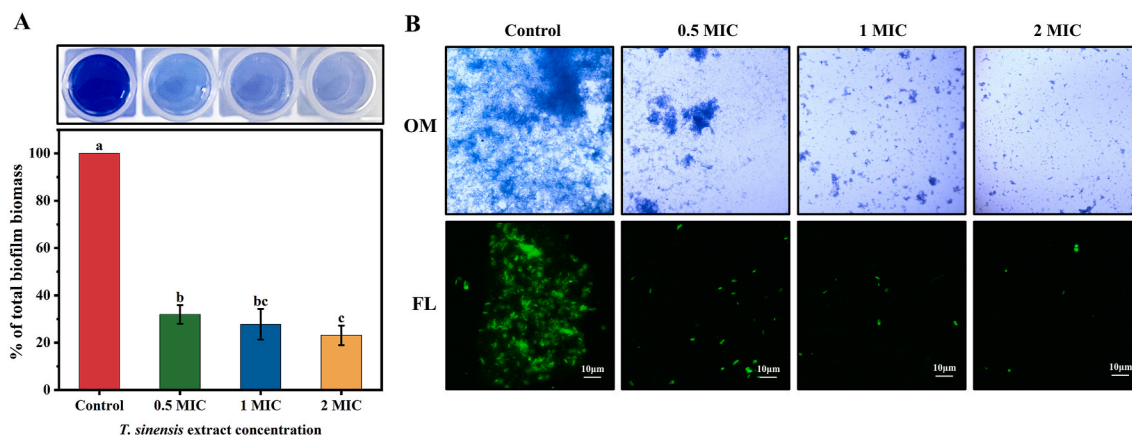 A
100
80
60
40
20
0
% of total biofilm biomass
a
b
bc
c
Control
0.5 MIC
1 MIC
2 MIC
T. sinensis extract concentration
B
Control
0.5 MIC
1 MIC
2 MIC
OM
FL
10μm
10μm
10μm
10μm